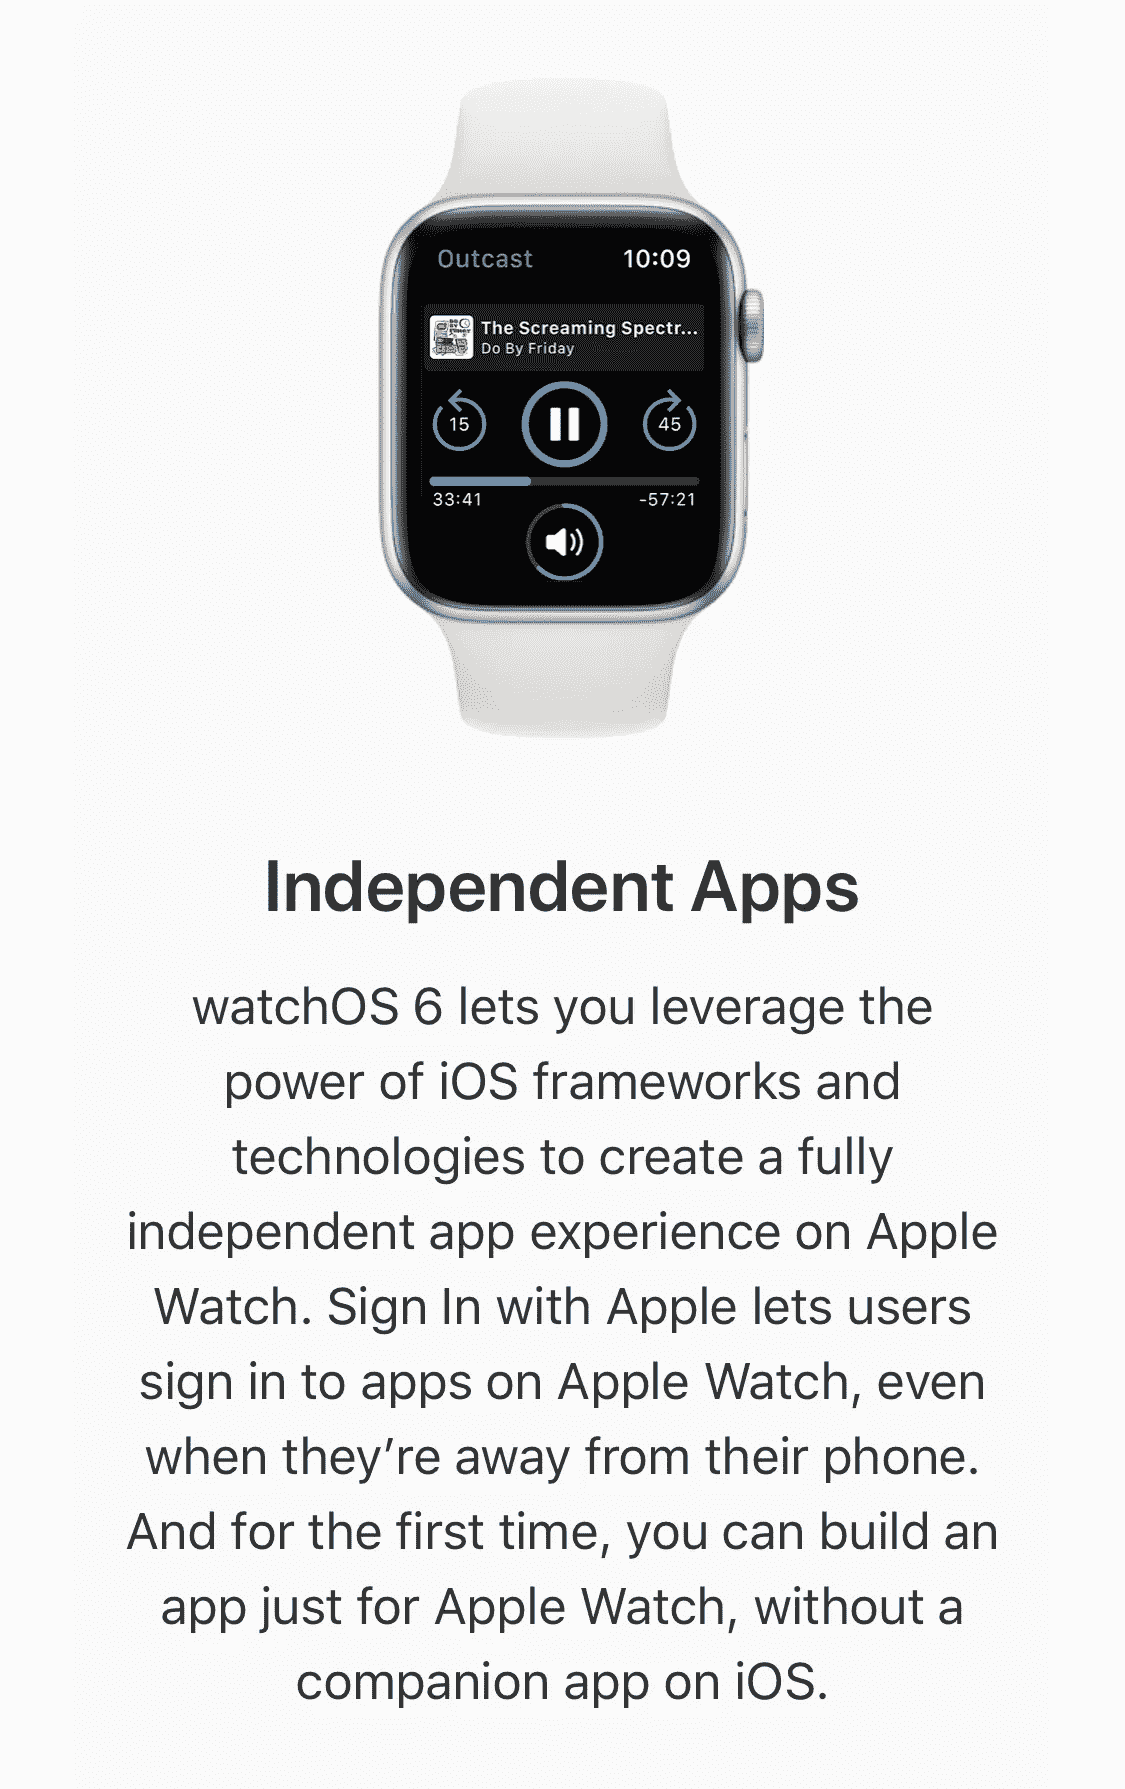 Outcast 10:09
The Screaming Spectr...
Do By Friday
15 45
33:41 -57:21
Independent Apps
watchOS 6 lets you leverage the
power of iOS frameworks and
technologies to create a fully
independent app experience on Apple
Watch. Sign In with Apple lets users
sign in to apps on Apple Watch, even
when they’re away from their phone.
And for the first time, you can build an
app just for Apple Watch, without a
companion app on iOS.